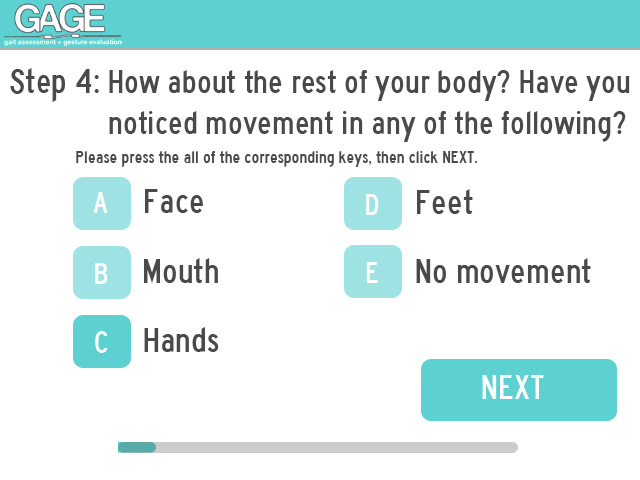 GAGE
gait assessment + gesture evaluation
Step 4: How about the rest of your body? Have you
noticed movement in any of the following?
Please press the all of the corresponding keys, then click NEXT.
A Face
B Mouth
C Hands
D Feet
E No movement
NEXT